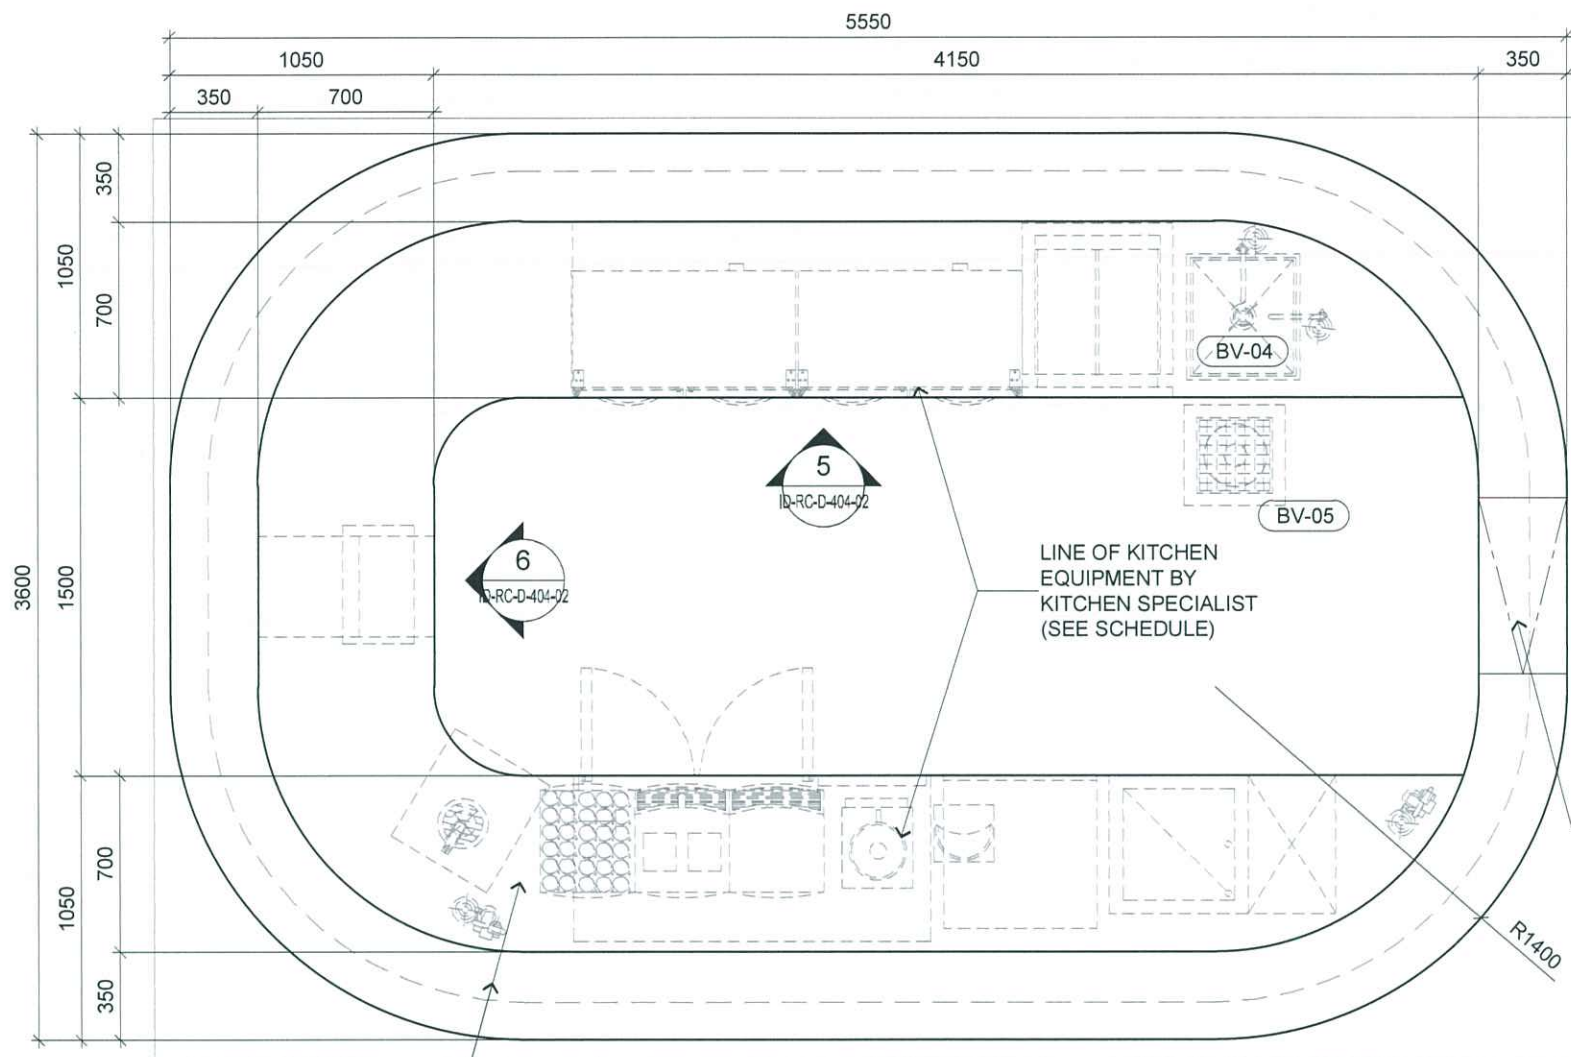 5550
1050
4150
350
350
700
3600
1050
1500
1050
350
700
700
350
BV-04
5
ID-RC-D-404-02
BV-05
6
ID-RC-D-404-02
LINE OF KITCHEN
EQUIPMENT BY
KITCHEN SPECIALIST
(SEE SCHEDULE)
R1400